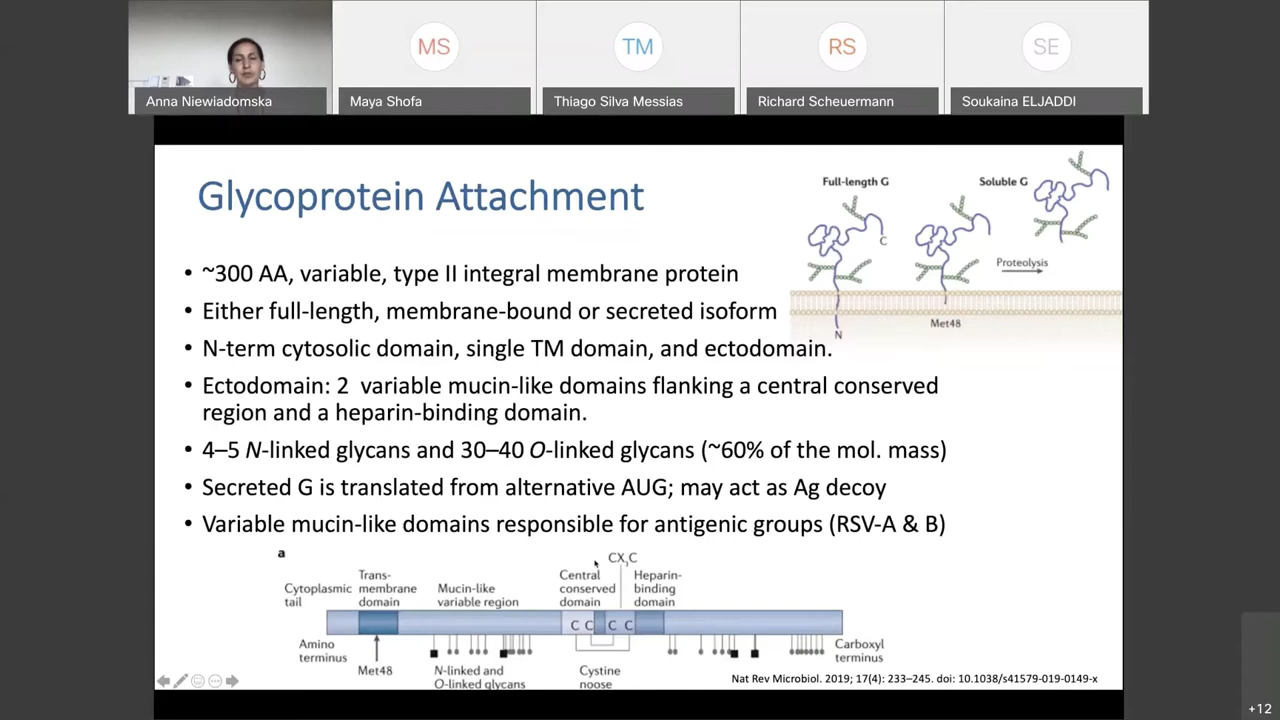 MS
TM
RS
SE
Anna Niewiadomska
Maya Shofa
Thiago Silva Messias
Richard Scheuermann
Soukaina ELJADDI
Glycoprotein Attachment
• ~300 AA, variable, type II integral membrane protein
• Either full-length, membrane-bound or secreted isoform
• N-term cytosolic domain, single TM domain, and ectodomain.
• Ectodomain: 2 variable mucin-like domains flanking a central conserved
region and a heparin-binding domain.
• 4–5 N-linked glycans and 30–40 O-linked glycans (~60% of the mol. mass)
• Secreted G is translated from alternative AUG; may act as Ag decoy
• Variable mucin-like domains responsible for antigenic groups (RSV-A & B)
Full-length G
Soluble G
C
Proteolysis
Met48
N
a
CX₃C
Cytoplasmic
tail
Trans-
membrane
domain
Mucin-like
variable region
Central
conserved
domain
Heparin-
binding
domain
C C C C
Amino
terminus
Met48
N-linked and
O-linked glycans
Cystine
noose
Carboxyl
terminus
Nat Rev Microbiol. 2019; 17(4): 233–245. doi: 10.1038/s41579-019-0149-x
+12